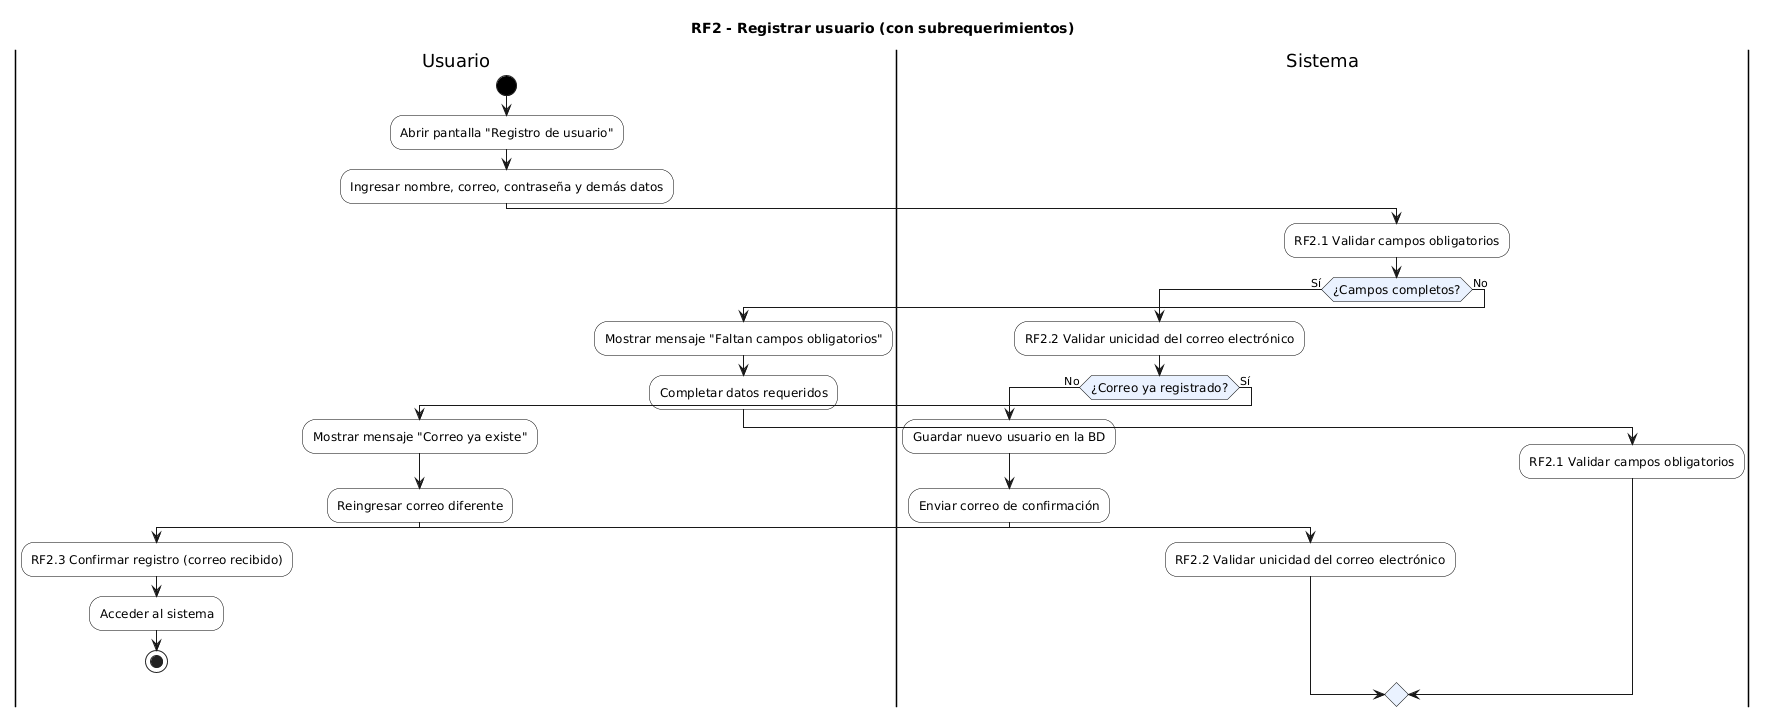 RF2 - Registrar usuario (con subrequerimientos)
Usuario
Sistema
Abrir pantalla "Registro de usuario"
Ingresar nombre, correo, contraseña y demás datos
RF2.1 Validar campos obligatorios
Sí
¿Campos completos?
No
Mostrar mensaje "Faltan campos obligatorios"
RF2.2 Validar unicidad del correo electrónico
Completar datos requeridos
No
¿Correo ya registrado?
Sí
Mostrar mensaje "Correo ya existe"
Guardar nuevo usuario en la BD
RF2.1 Validar campos obligatorios
Reingresar correo diferente
Enviar correo de confirmación
RF2.3 Confirmar registro (correo recibido)
RF2.2 Validar unicidad del correo electrónico
Acceder al sistema